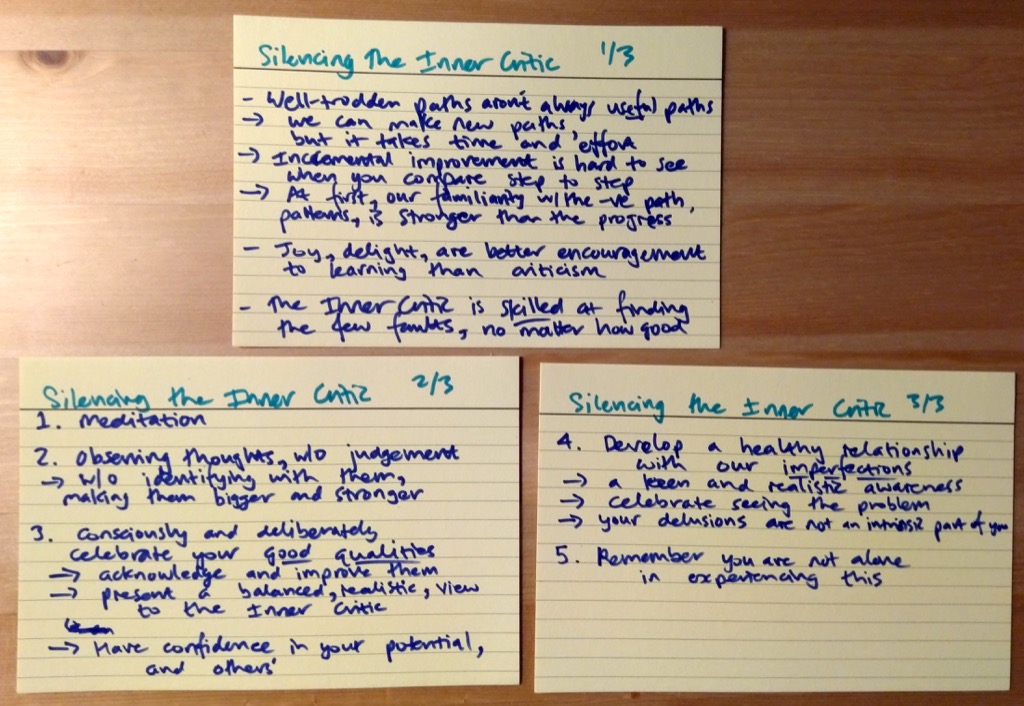 Silencing the Inner Critic 1/3
- Well-trodden paths aren't always useful paths
→ we can make new paths,
but it takes time and effort
→ Incremental improvement is hard to see
when you compare step to step
→ At first, our familiarity w/the -ve path,
patterns, is stronger than the progress
- Joy, delight, are better encouragement
to learning than criticism
- The Inner Critic is skilled at finding
the few faults, no matter how good
Silencing the Inner Critic 2/3
1. Meditation
2. Observing thoughts, w/o judgement
→ w/o identifying with them,
making them bigger and stronger
3. Consciously and deliberately
celebrate your good qualities
→ acknowledge and improve them
→ present a balanced, realistic, view
to the Inner Critic
→ Have confidence in your potential,
and others'
Silencing the Inner Critic 3/3
4. Develop a healthy relationship
with our imperfections
→ a keen and realistic awareness
→ celebrate seeing the problem
→ your delusions are not an intrinsic part of you
5. Remember you are not alone
in experiencing this